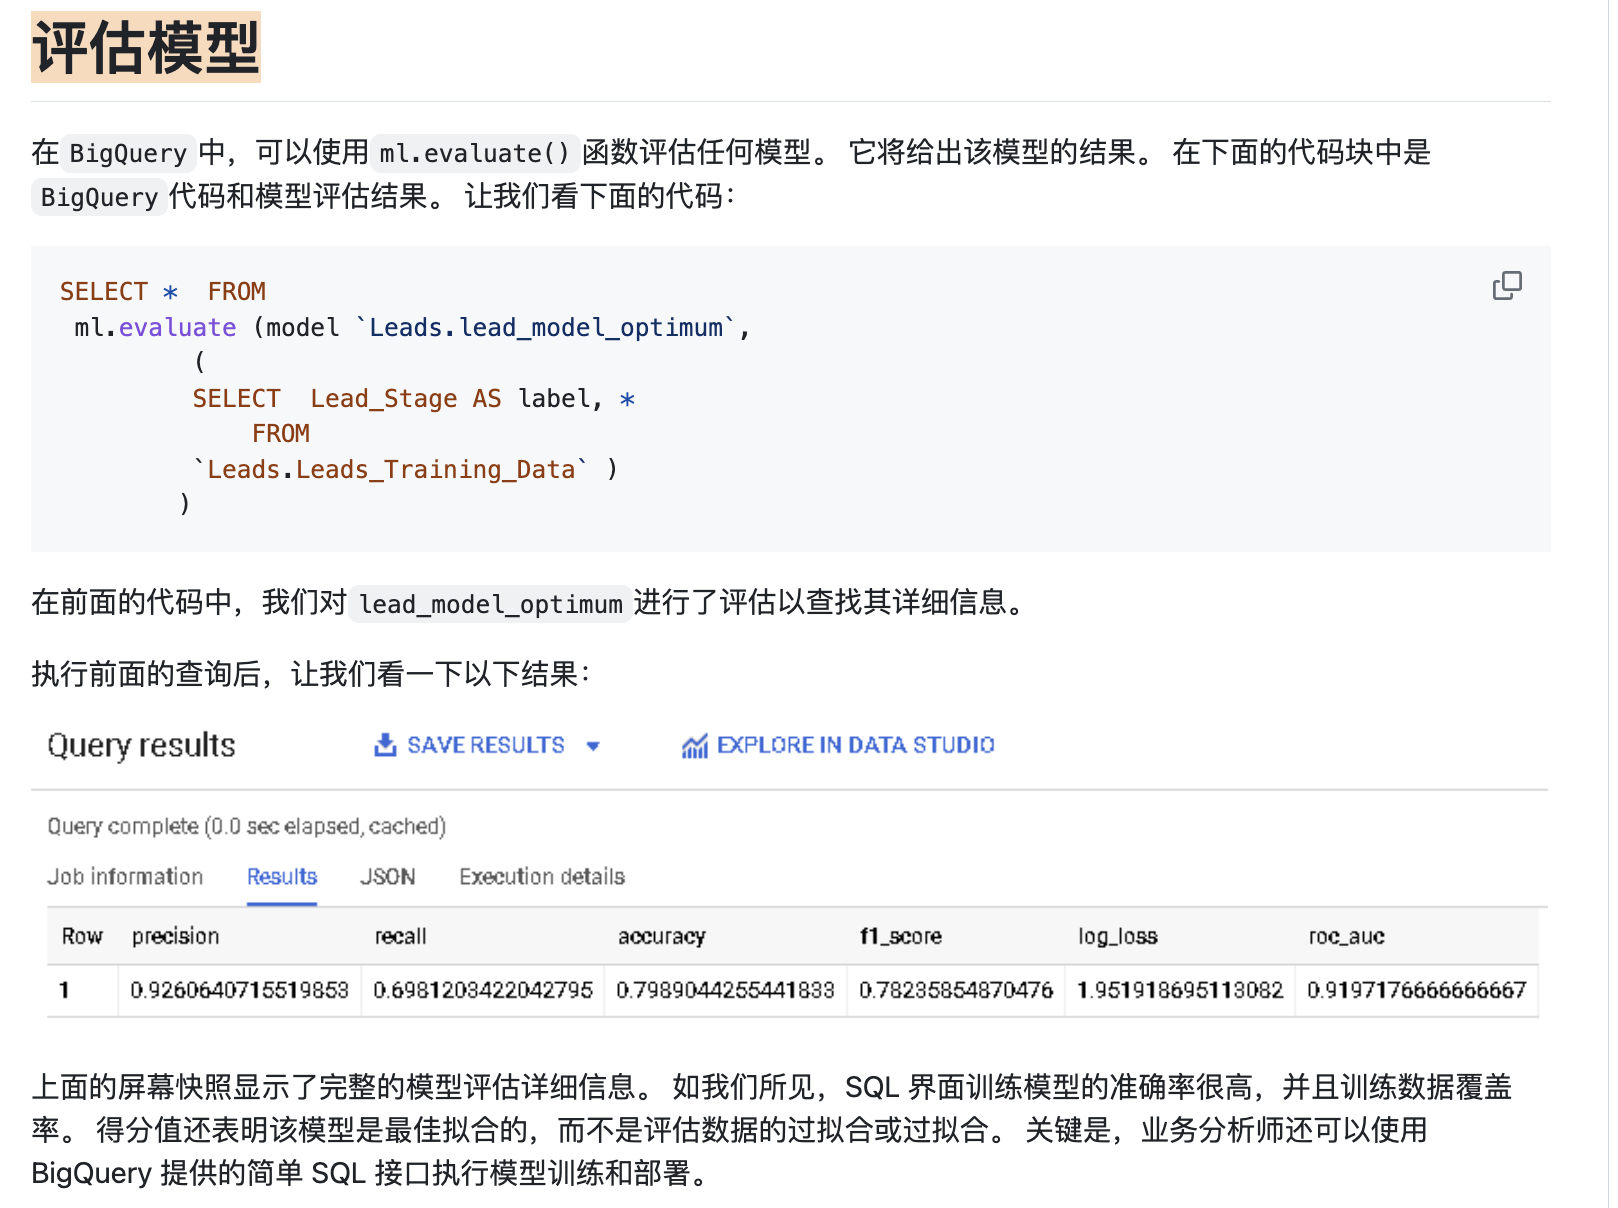 评估模型
在 BigQuery 中，可以使用 ml.evaluate() 函数评估任何模型。 它将给出该模型的结果。 在下面的代码块中是
BigQuery 代码和模型评估结果。 让我们看下面的代码：
SELECT *  FROM
 ml.evaluate (model `Leads.lead_model_optimum`,
         (
         SELECT  Lead_Stage AS label, *
             FROM
         `Leads.Leads_Training_Data` )
        )
在前面的代码中，我们对 lead_model_optimum 进行了评估以查找其详细信息。
执行前面的查询后，让我们看一下以下结果：
Query results SAVE RESULTS EXPLORE IN DATA STUDIO
Query complete (0.0 sec elapsed, cached)
Job information Results JSON Execution details
Row precision recall accuracy f1_score log_loss roc_auc
1 0.9260640715519853 0.6981203422042795 0.7989044255441833 0.78235854870476 1.951918695113082 0.9197176666666667
上面的屏幕快照显示了完整的模型评估详细信息。 如我们所见，SQL 界面训练模型的准确率很高，并且训练数据覆盖
率。 得分值还表明该模型是最佳拟合的，而不是评估数据的过拟合或过拟合。 关键是，业务分析师还可以使用
BigQuery 提供的简单 SQL 接口执行模型训练和部署。